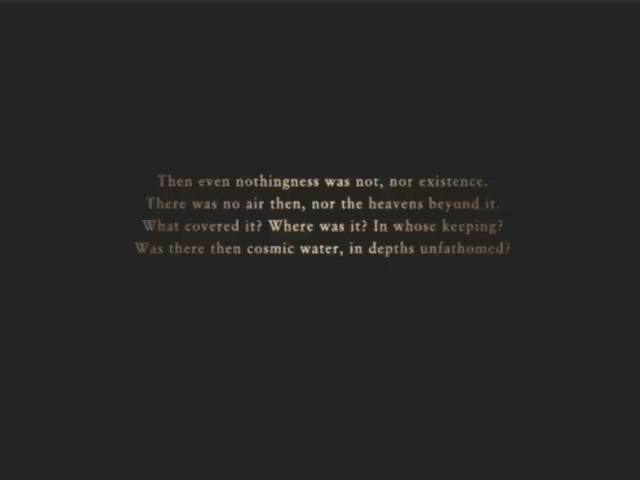 Then even nothingness was not, nor existence.
There was no air then, nor the heavens beyond it.
What covered it? Where was it? In whose keeping?
Was there then cosmic water, in depths unfathomed?